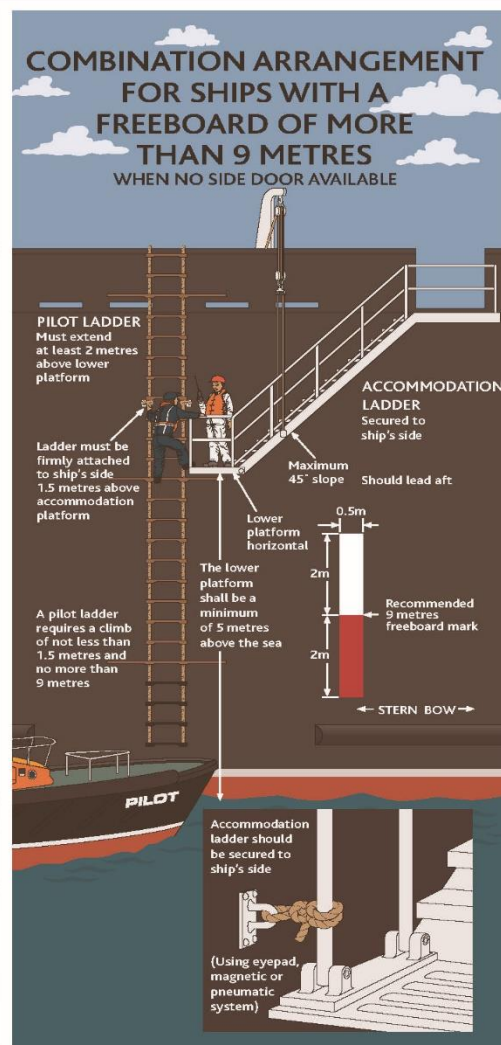 COMBINATION ARRANGEMENT
FOR SHIPS WITH A
FREEBOARD OF MORE
THAN 9 METRES
WHEN NO SIDE DOOR AVAILABLE
PILOT LADDER
Must extend
at least 2 metres
above lower
platform
Ladder must be
firmly attached
to ship's side
1.5 metres above
accommodation
platform
A pilot ladder
requires a climb
of not less than
1.5 metres and
no more than
9 metres
ACCOMMODATION
LADDER
Secured to
ship's side
Maximum
45° slope
Should lead aft
Lower
platform
horizontal
The lower
platform
shall be a
minimum
of 5 metres
above the sea
0.5m
2m
2m
Recommended
9 metres
freeboard mark
STERN BOW
PILOT
Accommodation
ladder should
be secured to
ship's side
(Using eyepad,
magnetic or
pneumatic
system)